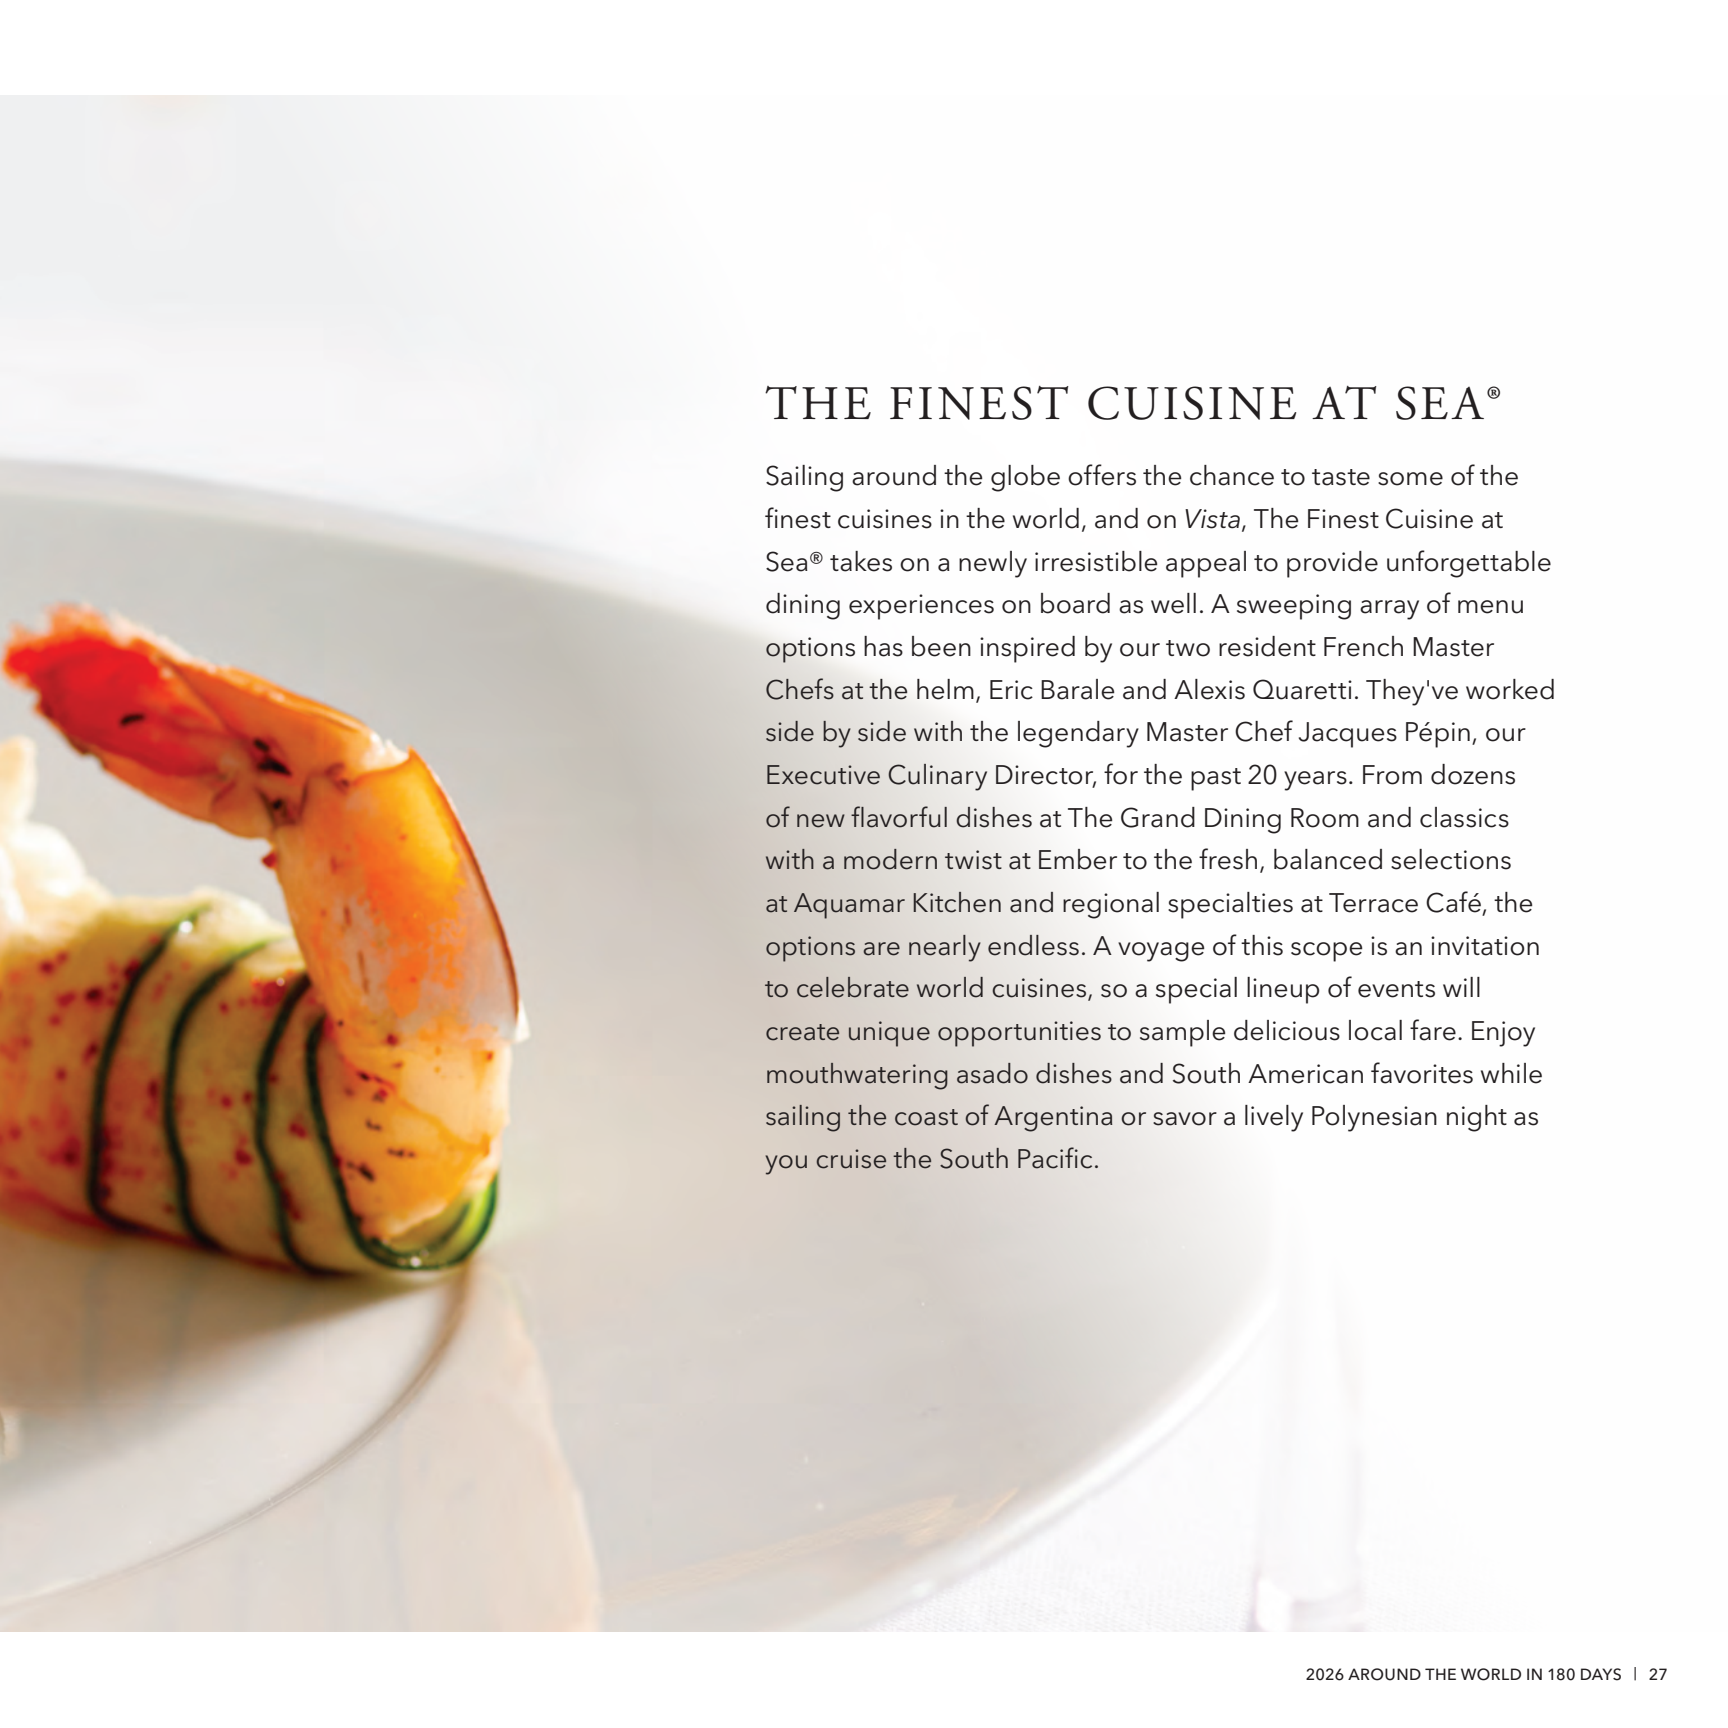 THE FINEST CUISINE AT SEA®
Sailing around the globe offers the chance to taste some of the
finest cuisines in the world, and on Vista, The Finest Cuisine at
Sea® takes on a newly irresistible appeal to provide unforgettable
dining experiences on board as well. A sweeping array of menu
options has been inspired by our two resident French Master
Chefs at the helm, Eric Barale and Alexis Quaretti. They've worked
side by side with the legendary Master Chef Jacques Pépin, our
Executive Culinary Director, for the past 20 years. From dozens
of new flavorful dishes at The Grand Dining Room and classics
with a modern twist at Ember to the fresh, balanced selections
at Aquamar Kitchen and regional specialties at Terrace Café, the
options are nearly endless. A voyage of this scope is an invitation
to celebrate world cuisines, so a special lineup of events will
create unique opportunities to sample delicious local fare. Enjoy
mouthwatering asado dishes and South American favorites while
sailing the coast of Argentina or savor a lively Polynesian night as
you cruise the South Pacific.
2026 AROUND THE WORLD IN 180 DAYS | 27